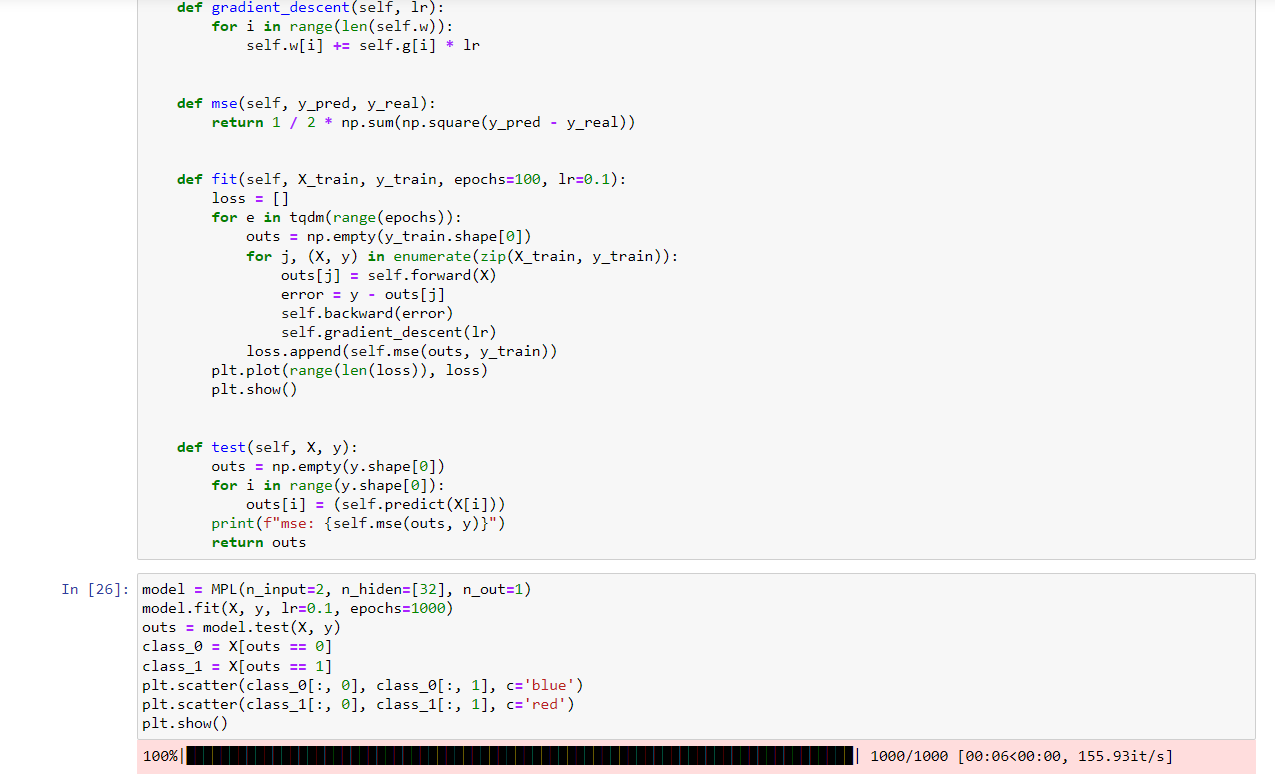 def gradient_descent(self, lr):
for i in range(len(self.w)):
self.w[i] += self.g[i] * lr
def mse(self, y_pred, y_real):
return 1 / 2 * np.sum(np.square(y_pred - y_real))
def fit(self, X_train, y_train, epochs=100, lr=0.1):
loss = []
for e in tqdm(range(epochs)):
outs = np.empty(y_train.shape[0])
for j, (X, y) in enumerate(zip(X_train, y_train)):
outs[j] = self.forward(X)
error = y - outs[j]
self.backward(error)
self.gradient_descent(lr)
loss.append(self.mse(outs, y_train))
plt.plot(range(len(loss)), loss)
plt.show()
def test(self, X, y):
outs = np.empty(y.shape[0])
for i in range(y.shape[0]):
outs[i] = (self.predict(X[i]))
print(f"mse: {self.mse(outs, y)}")
return outs
In [26]: model = MPL(n_input=2, n_hiden=[32], n_out=1)
model.fit(X, y, lr=0.1, epochs=1000)
outs = model.test(X, y)
class_0 = X[outs == 0]
class_1 = X[outs == 1]
plt.scatter(class_0[:, 0], class_0[:, 1], c='blue')
plt.scatter(class_1[:, 0], class_1[:, 1], c='red')
plt.show()
100%| | 1000/1000 [00:06<00:00, 155.93it/s]